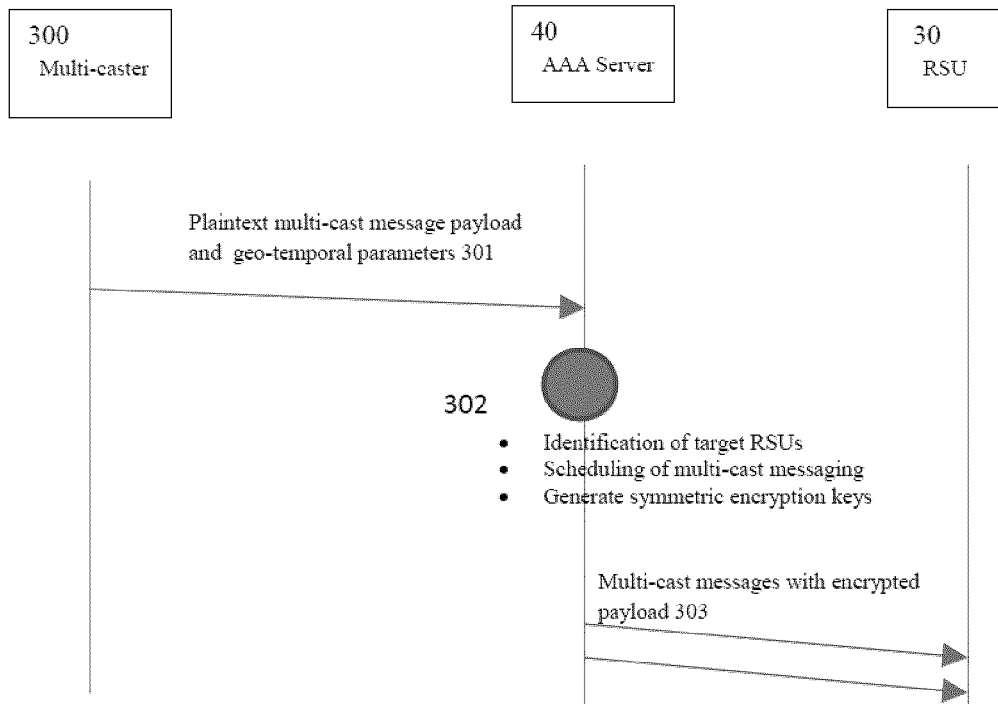 300
Multi-caster
40
AAA Server
30
RSU
Plaintext multi-cast message payload
and geo-temporal parameters 301
302
• Identification of target RSUs
• Scheduling of multi-cast messaging
• Generate symmetric encryption keys
Multi-cast messages with encrypted
payload 303